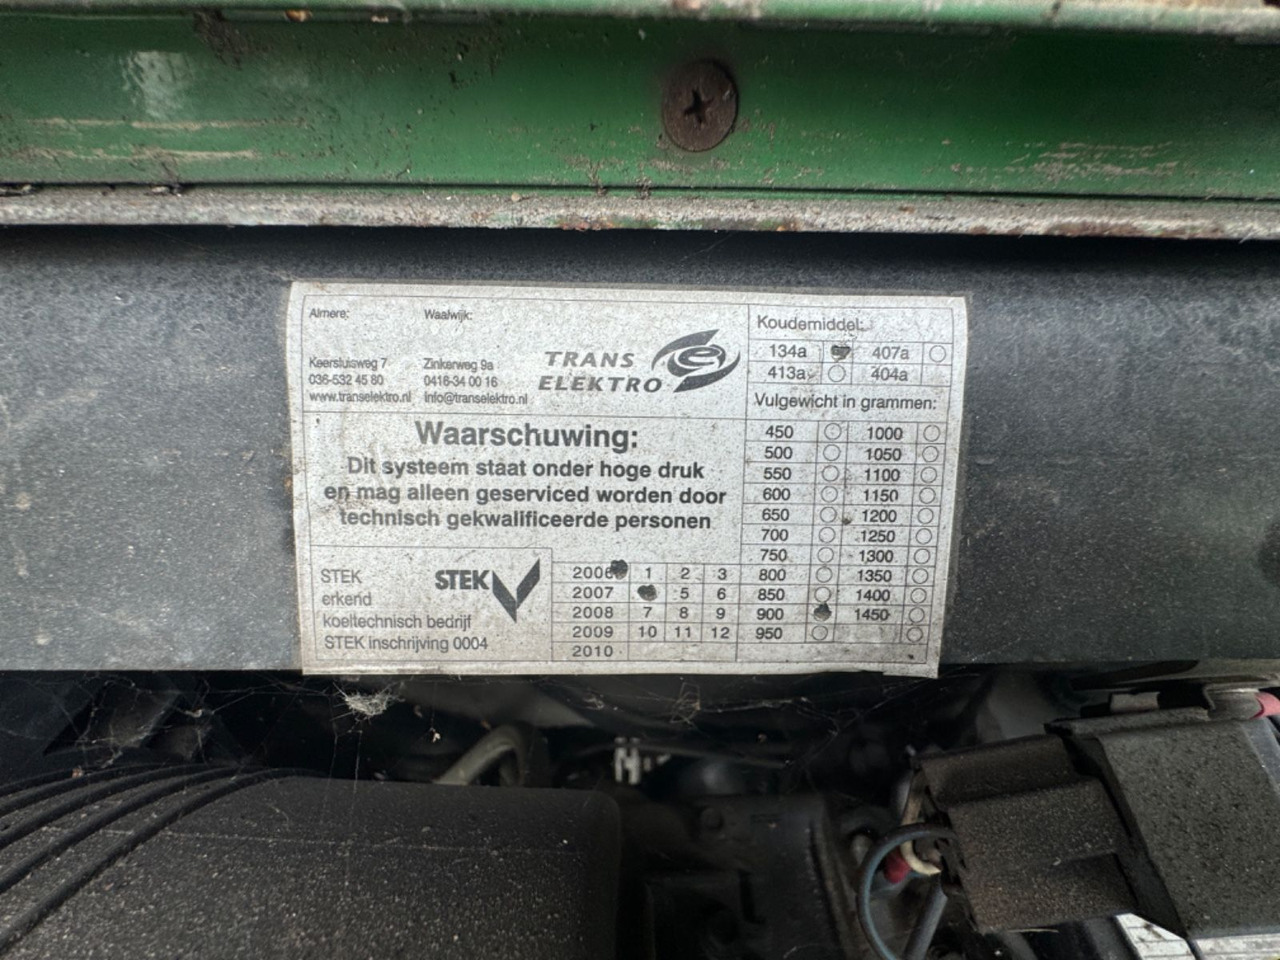 Almere:
Waalwijk:
Keersluisweg 7
Zinkerweg 9a
036-532 45 80
0416-34 00 16
www.transelektro.nl
info@transelektro.nl
TRANS
ELEKTRO
e
Waarschuwing:
Dit systeem staat onder hoge druk
en mag alleen geserviced worden door
technisch gekwalificeerde personen
STEK
erkend
koeltechnisch bedrijf
STEK inschrijving 0004
STEK
2006 1 2 3
2007 5 6
2008 7 8 9
2009 10 11 12
2010
Koudemiddel:
134a 407a
413a 404a
Vulgewicht in grammen:
450 1000
500 1050
550 1100
600 1150
650 1200
700 1250
750 1300
800 1350
850 1400
900 1450
950